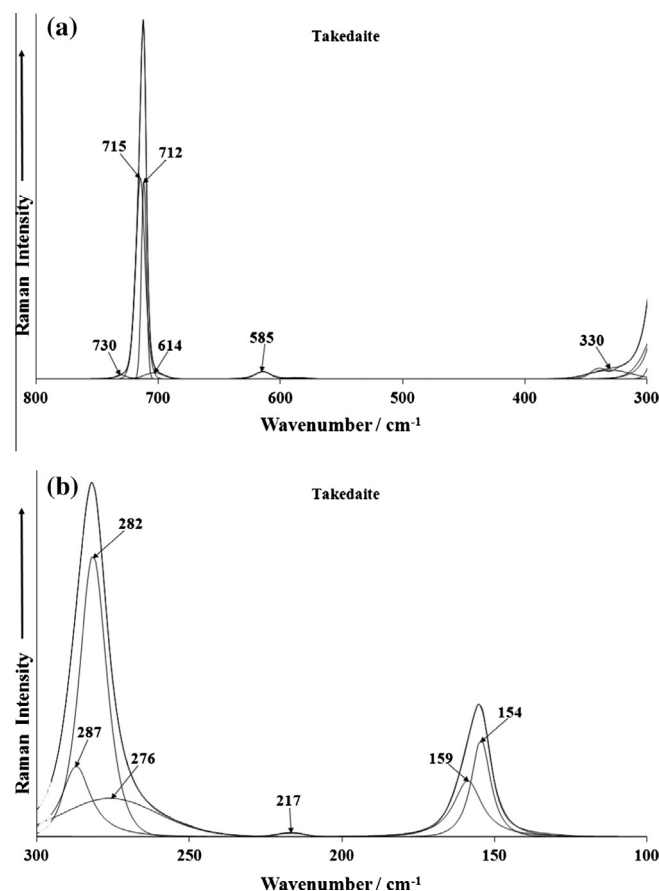 (a)
Takedaite
Raman Intensity
715
712
730
614
585
330
800
700
600
500
400
300
Wavenumber / cm-1
(b)
Takedaite
Raman Intensity
282
287
276
217
159
154
300
250
200
150
100
Wavenumber / cm-1